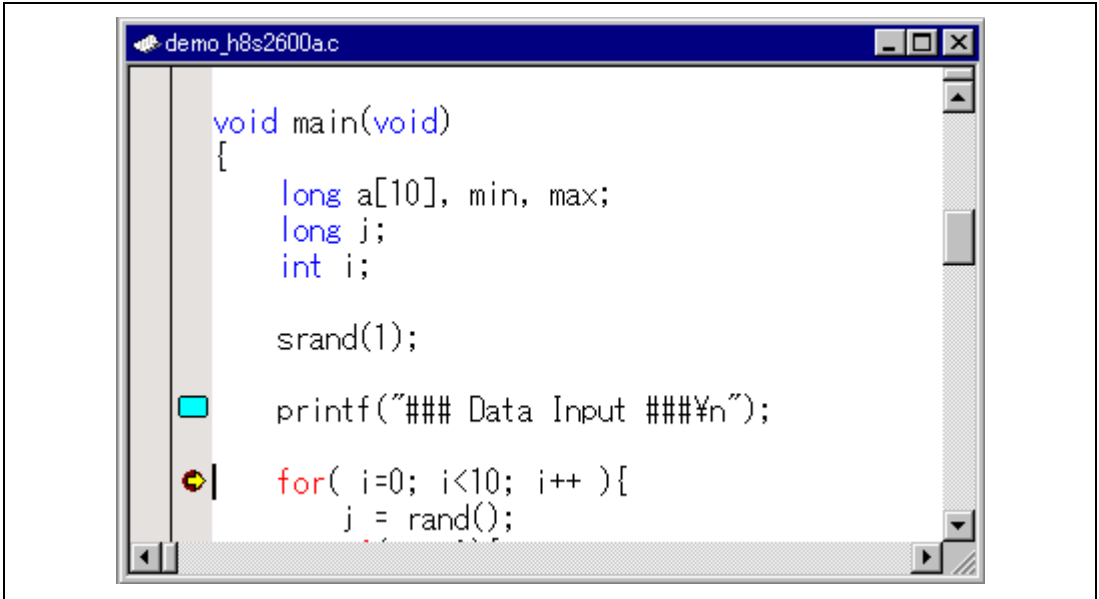 demo_h8s2600a.c
void main(void)
{
    long a[10], min, max;
    long j;
    int i;
    srand(1);
    printf("### Data Input ###¥n");
    for( i=0; i<10; i++ ){
        j = rand();